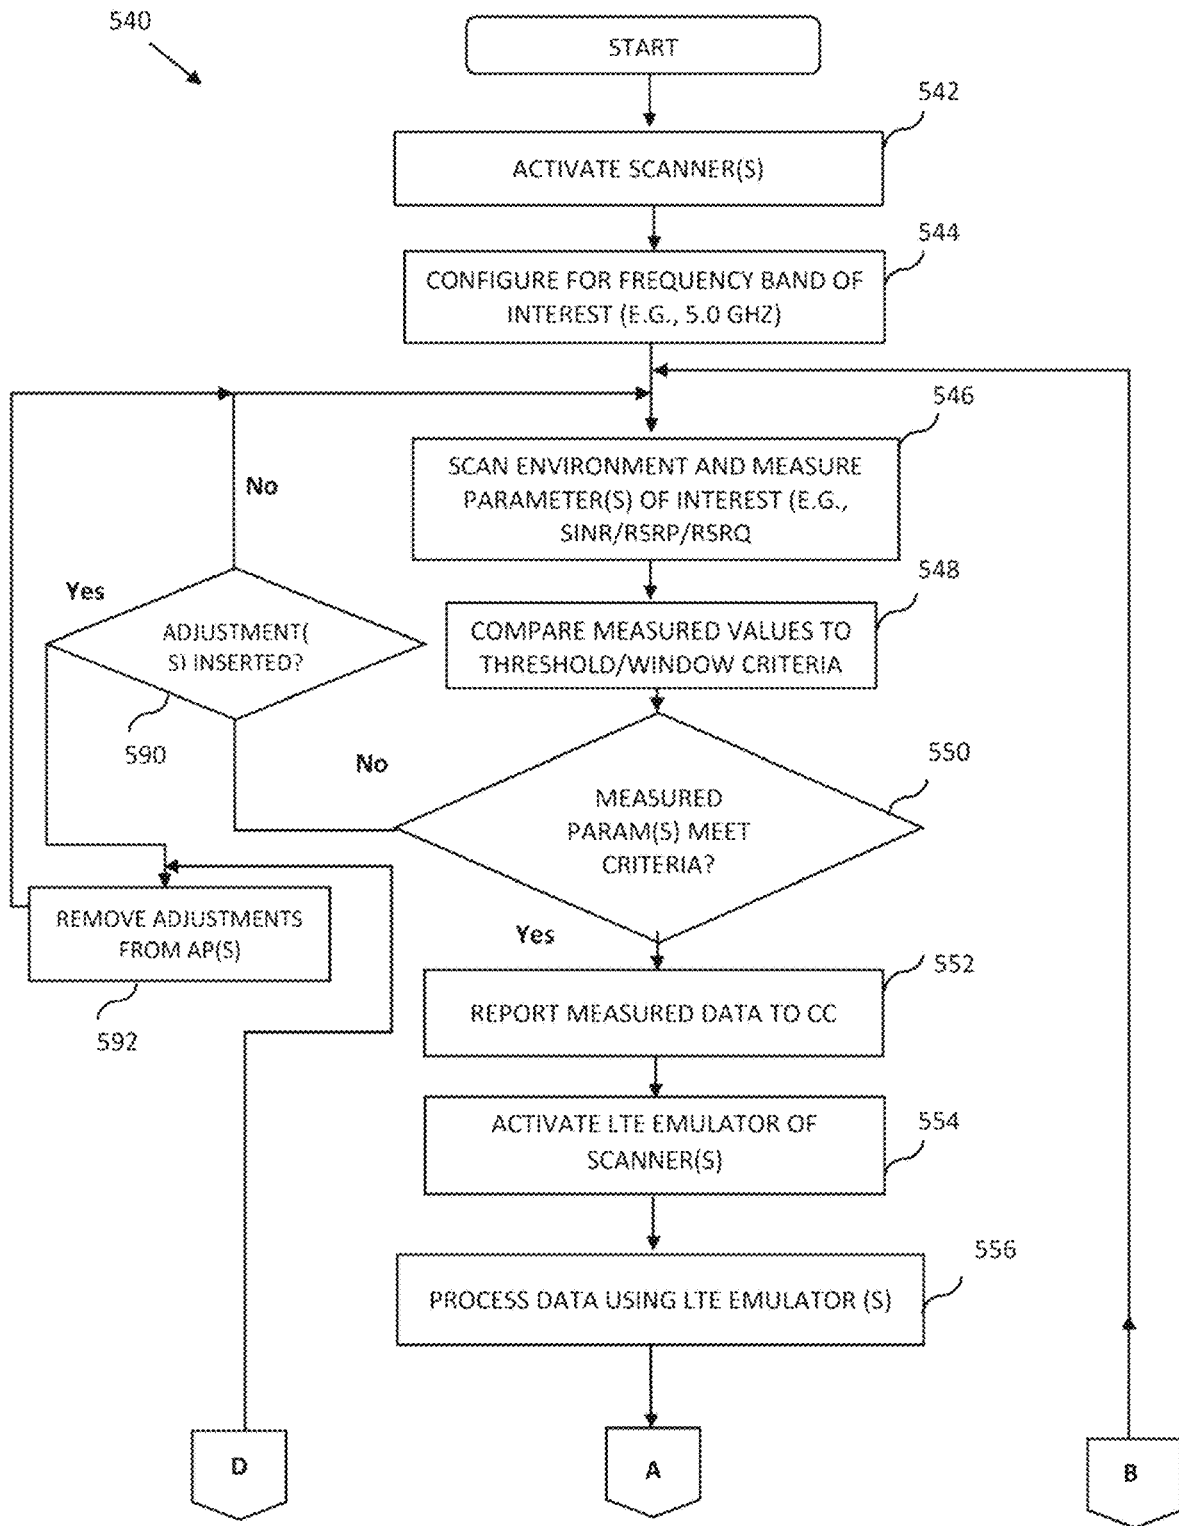 540
START
542
ACTIVATE SCANNER(S)
544
CONFIGURE FOR FREQUENCY BAND OF
INTEREST (E.G., 5.0 GHZ)
546
SCAN ENVIRONMENT AND MEASURE
PARAMETER(S) OF INTEREST (E.G.,
SINR/RSRP/RSRQ
No
548
Yes
COMPARE MEASURED VALUES TO
THRESHOLD/WINDOW CRITERIA
ADJUSTMENT(
S) INSERTED?
590
No
550
MEASURED
PARAM(S) MEET
CRITERIA?
REMOVE ADJUSTMENTS
FROM AP(S)
592
Yes
552
REPORT MEASURED DATA TO CC
554
ACTIVATE LTE EMULATOR OF
SCANNER(S)
556
PROCESS DATA USING LTE EMULATOR (S)
D
A
B